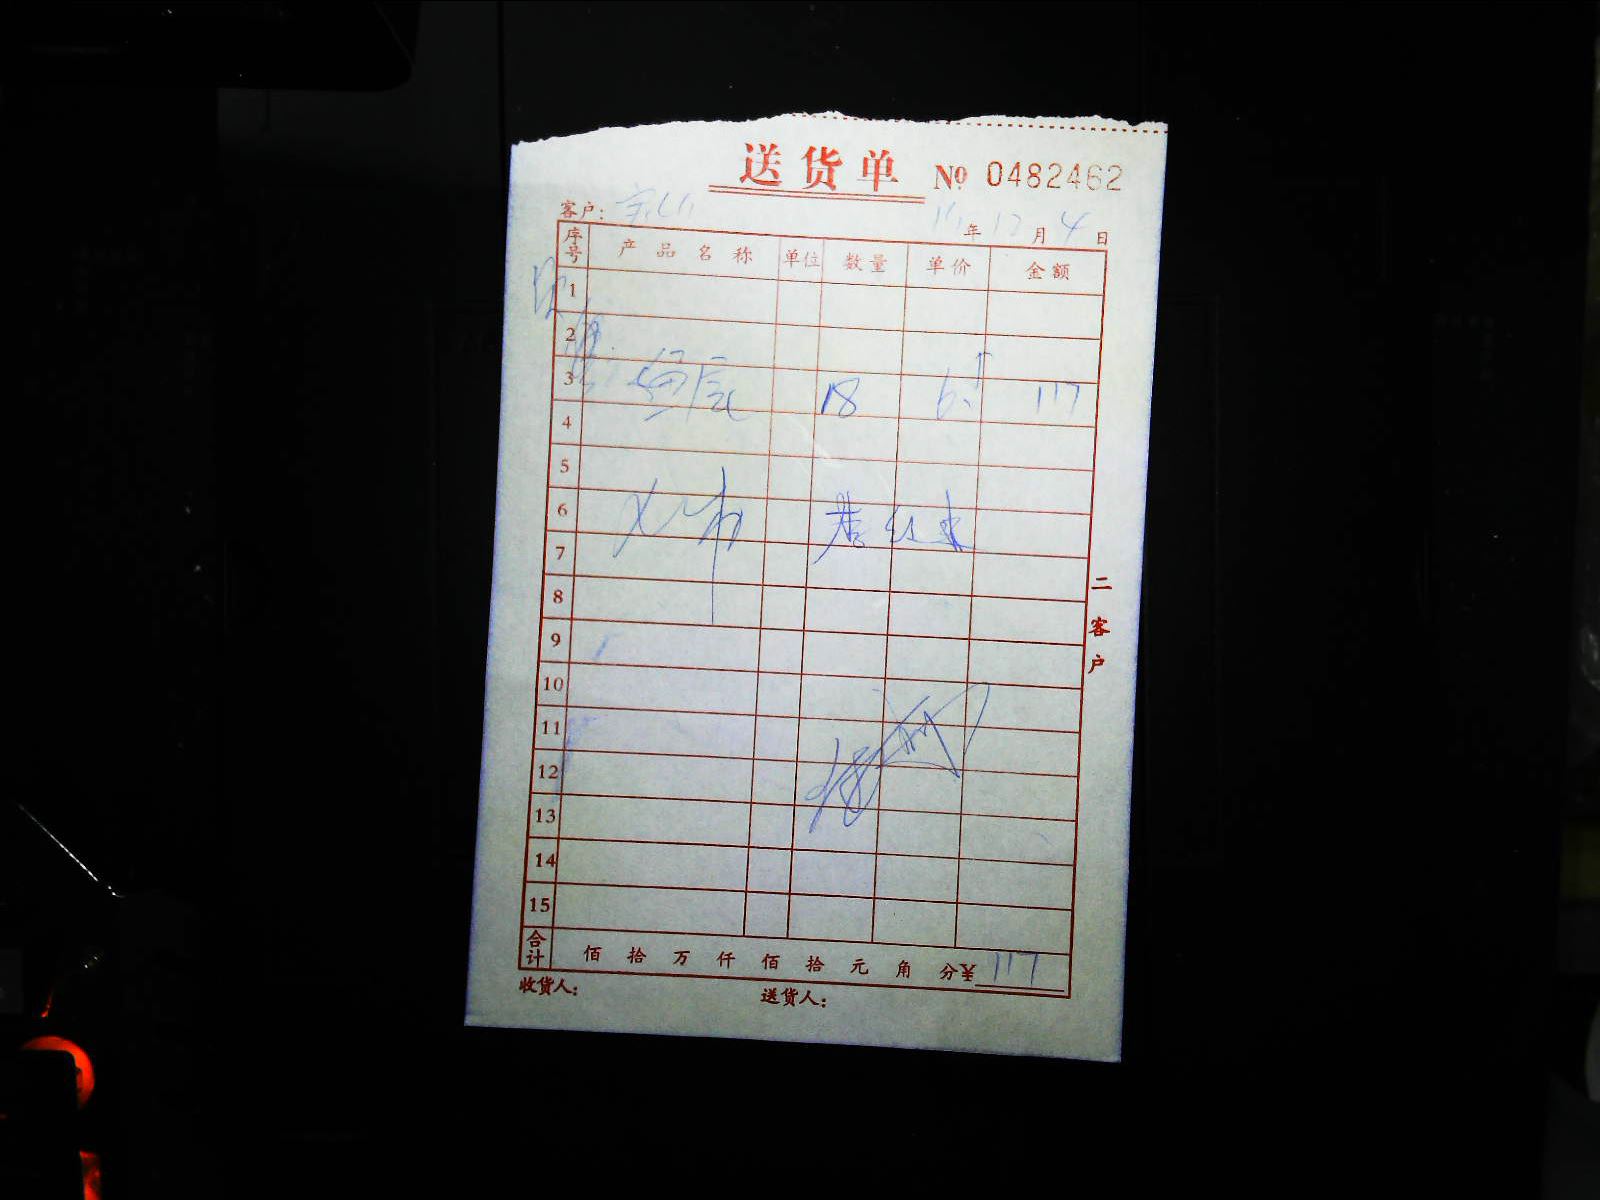 送货单 № 0482462
客户： 年 12 月 4 日
序号 产品名称 单位 数量 单价 金额
1
2
3 18 117
4
5
6
7
8
9
10
11
12
13
14
15
合计 佰 拾 万 仟 佰 拾 元 角 分 ¥ 117
收货人： 送货人：
二 客户